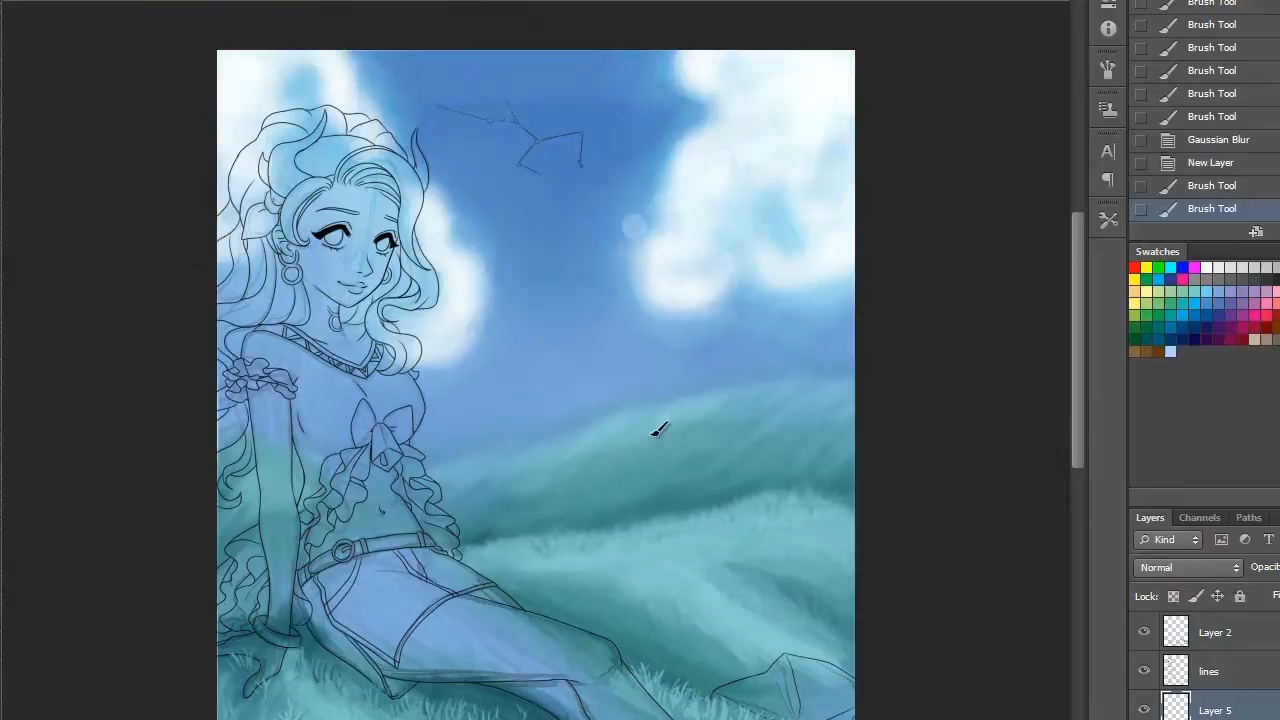 Brush Tool
Brush Tool
Brush Tool
Brush Tool
Brush Tool
Brush Tool
Gaussian Blur
New Layer
Brush Tool
Brush Tool
Swatches
Layers Channels Paths
Kind
Normal
Lock:
Layer 2
lines
Layer 5